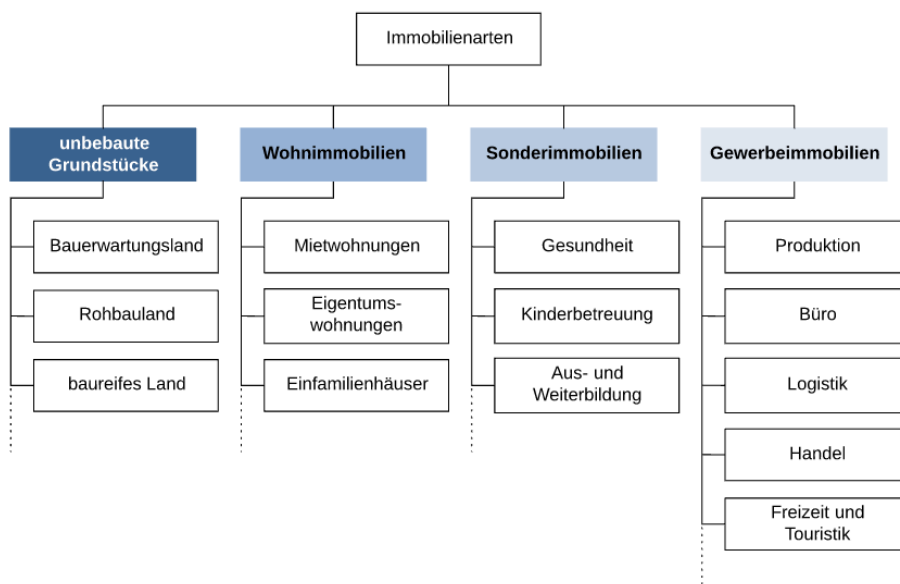 Immobilienarten
unbebaute
Grundstücke
Wohnimmobilien
Sonderimmobilien
Gewerbeimmobilien
Bauerwartungsland
Rohbauland
baureifes Land
Mietwohnungen
Eigentums-
wohnungen
Einfamilienhäuser
Gesundheit
Kinderbetreuung
Aus- und
Weiterbildung
Produktion
Büro
Logistik
Handel
Freizeit und
Touristik